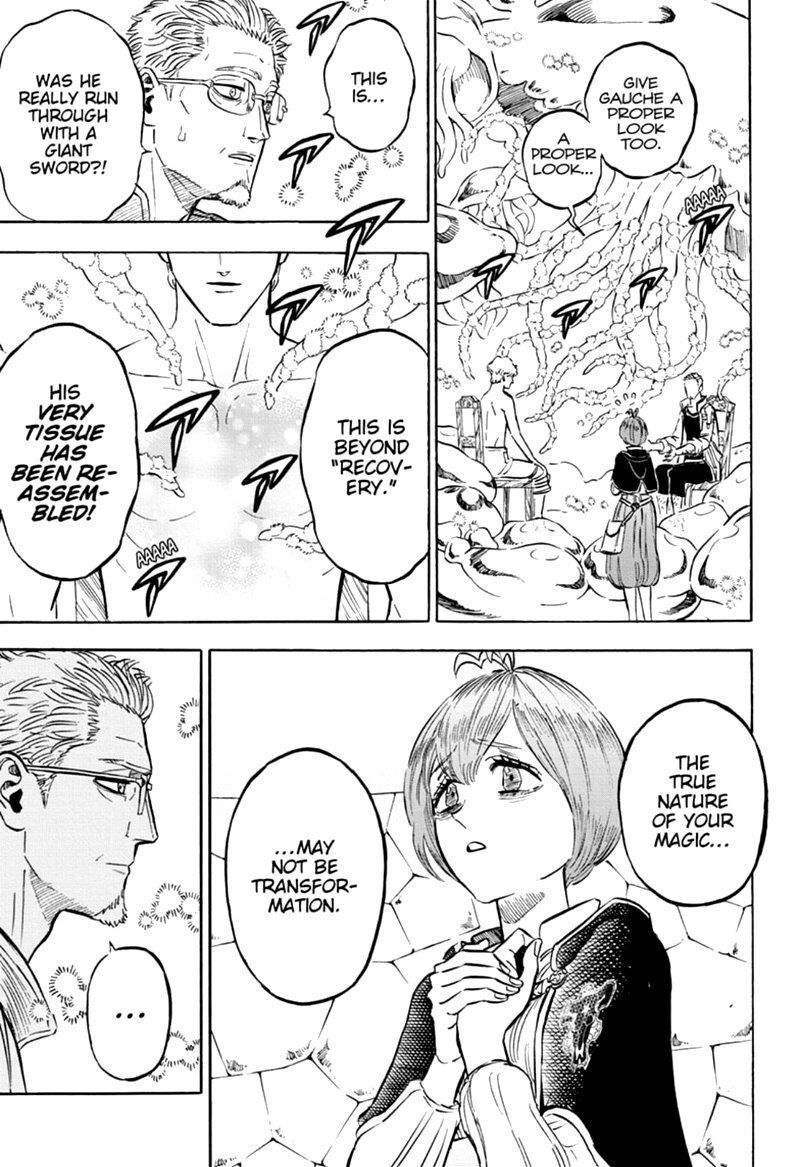 GIVE
GAUCHE A
PROPER
LOOK
TOO.
A
PROPER
LOOK...
AAAAA
THIS
IS...
WAS HE
REALLY RUN
THROUGH
WITH A
GIANT
SWORD?!
THIS IS
BEYOND
"RECOV-
ERY."
HIS
VERY
TISSUE
HAS
BEEN RE-
ASSEM-
BLED!
AAAAA
THE
TRUE
NATURE
OF YOUR
MAGIC...
...MAY
NOT BE
TRANSFOR-
MATION.
...